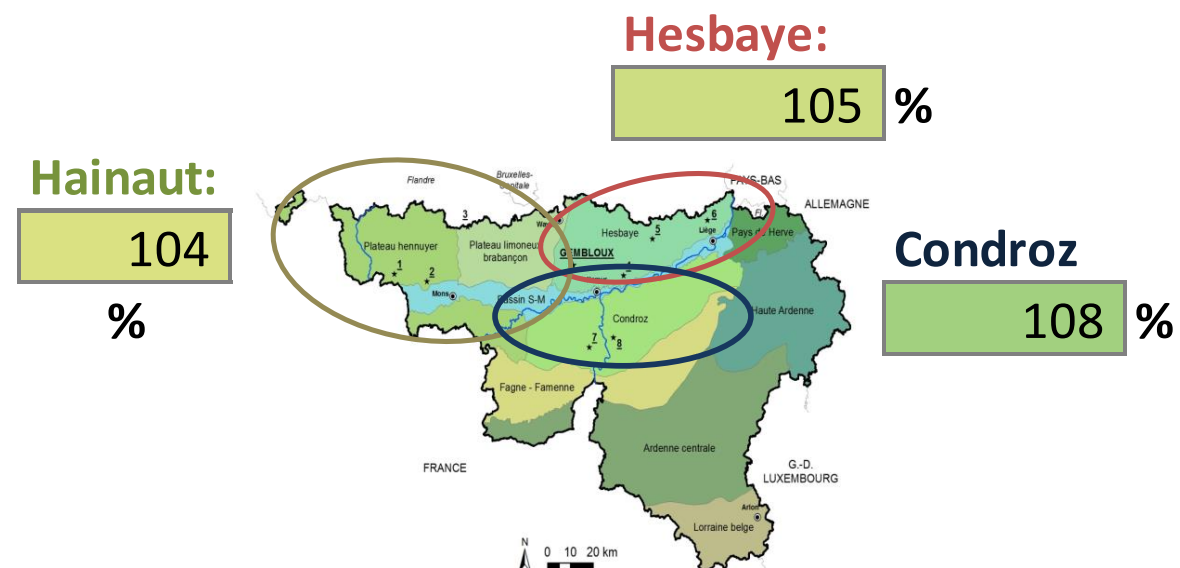 Hesbaye:
105 %
Hainaut:
104
%
Condroz
108 %
Flandre
Bruxelles-
Capitale
PAYS-BAS
ALLEMAGNE
3
6
5
Hesbaye
Liège
Pays de Herve
Plateau hennuyer
Plateau limoneux
brabançon
GEMBLOUX
1
2
4
Mons
Bassin S-M
Haute Ardenne
Condroz
7
8
Fagne - Famenne
Ardenne centrale
FRANCE
G.-D.
LUXEMBOURG
Arlon
Lorraine belge
N
0 10 20 km